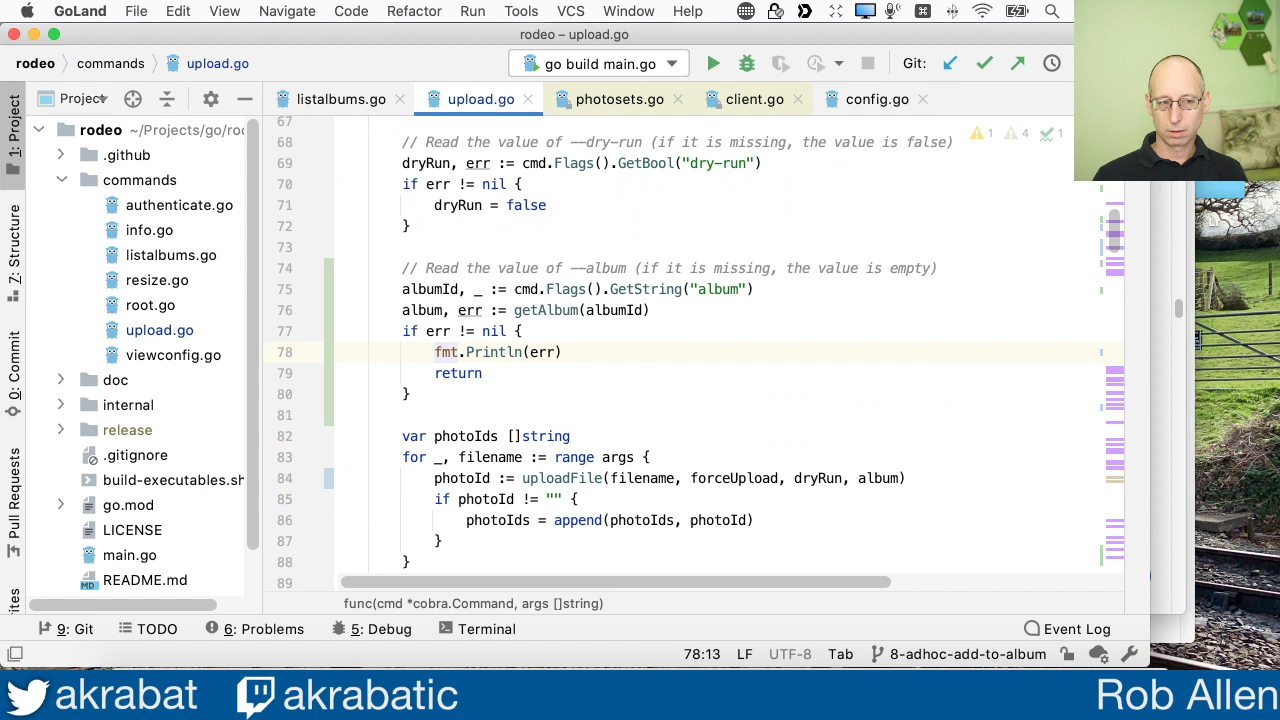 GoLand File Edit View Navigate Code Refactor Run Tools VCS Window Help
rodeo – upload.go
rodeo commands upload.go go build main.go Git:
Project listalbums.go upload.go photosets.go client.go config.go
1: Project
7: Structure
0: Commit
Pull Requests
rodeo ~/Projects/go/
.github
commands
authenticate.go
info.go
listalbums.go
resize.go
root.go
upload.go
viewconfig.go
doc
internal
release
.gitignore
build-executables.sh
go.mod
LICENSE
main.go
README.md
1 4 1
67
68 // Read the value of --dry-run (if it is missing, the value is false)
69 dryRun, err := cmd.Flags().GetBool("dry-run")
70 if err != nil {
71 dryRun = false
72 }
73
74 // Read the value of --album (if it is missing, the value is empty)
75 albumId, _ := cmd.Flags().GetString("album")
76 album, err := getAlbum(albumId)
77 if err != nil {
78 fmt.Println(err)
79 return
80 }
81
82 var photoIds []string
83 for _, filename := range args {
84 photoId := uploadFile(filename, forceUpload, dryRun, album)
85 if photoId != "" {
86 photoIds = append(photoIds, photoId)
87 }
88 }
89
func(cmd *cobra.Command, args []string)
9: Git TODO 6: Problems 5: Debug Terminal Event Log
78:13 LF UTF-8 Tab 8-adhoc-add-to-album
akrabat akrabatic Rob Allen